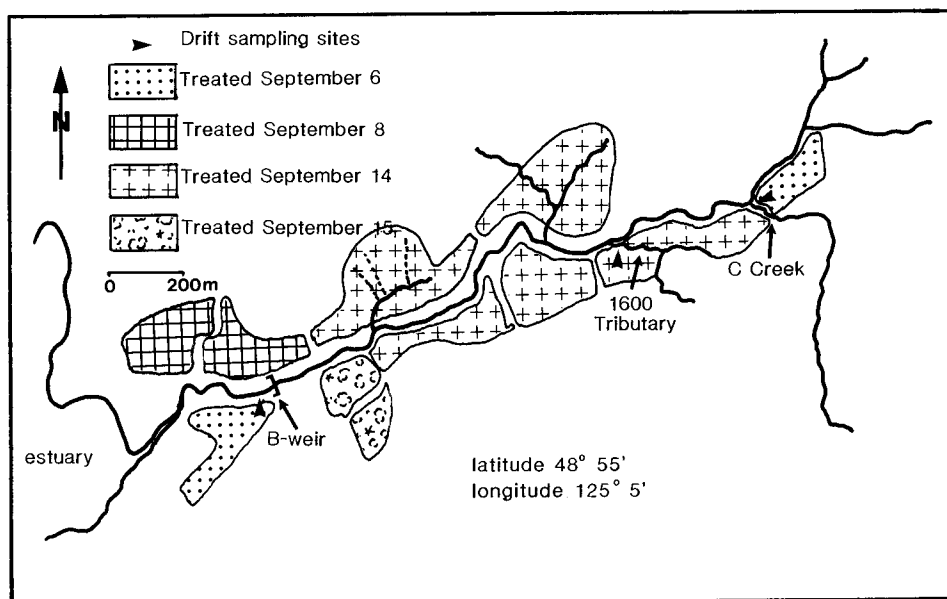 Drift sampling sites
Treated September 6
N
Treated September 8
Treated September 14
Treated September 15
0 200m
C Creek
1600
Tributary
B-weir
estuary
latitude 48° 55'
longitude 125° 5'